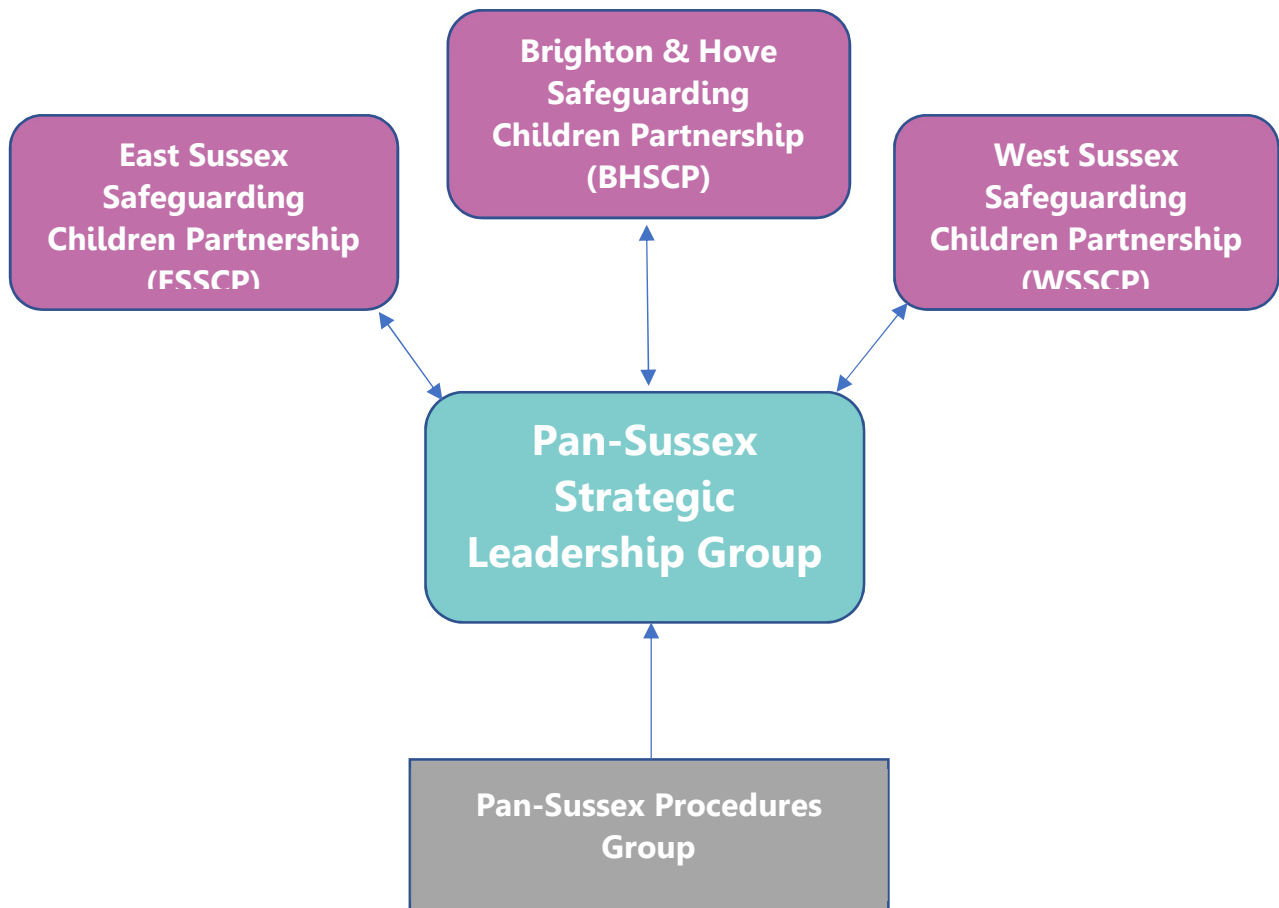 Brighton & Hove
Safeguarding
Children Partnership
(BHSCP)
East Sussex
Safeguarding
Children Partnership
(ESSCP)
West Sussex
Safeguarding
Children Partnership
(WSSCP)
Pan-Sussex
Strategic
Leadership Group
Pan-Sussex Procedures
Group